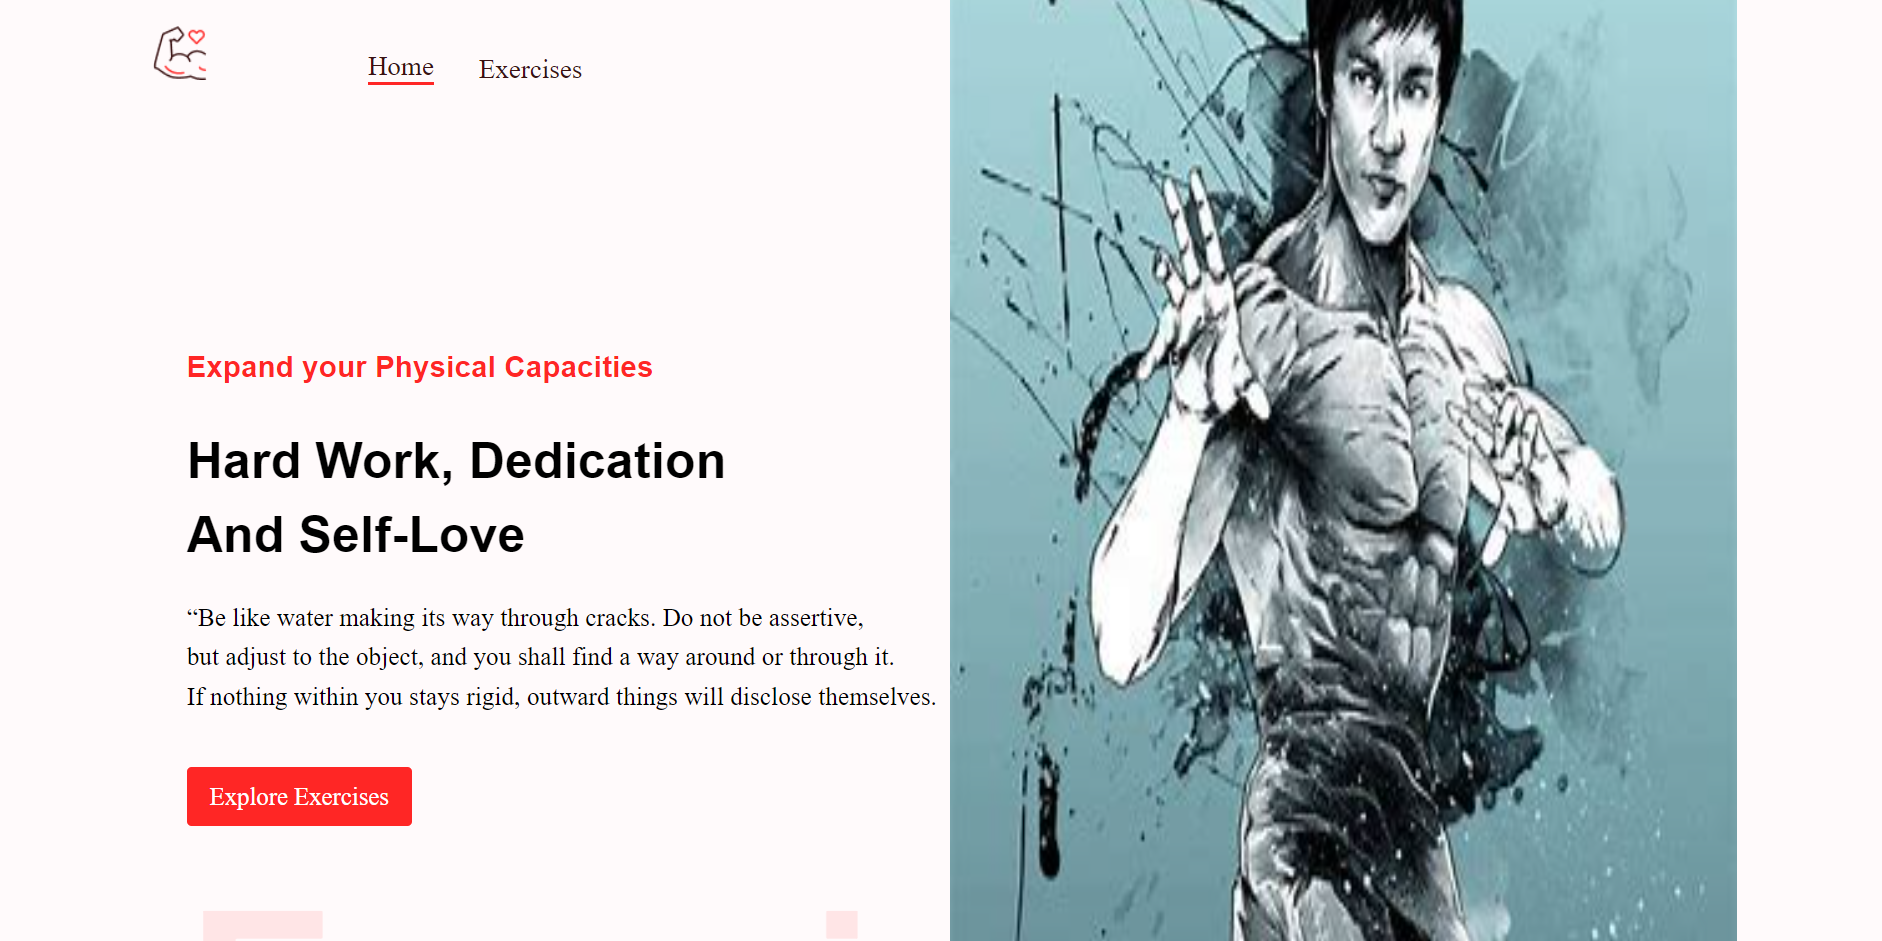 Home
Exercises
Expand your Physical Capacities
Hard Work, Dedication
And Self-Love
“Be like water making its way through cracks. Do not be assertive,
but adjust to the object, and you shall find a way around or through it.
If nothing within you stays rigid, outward things will disclose themselves.
Explore Exercises